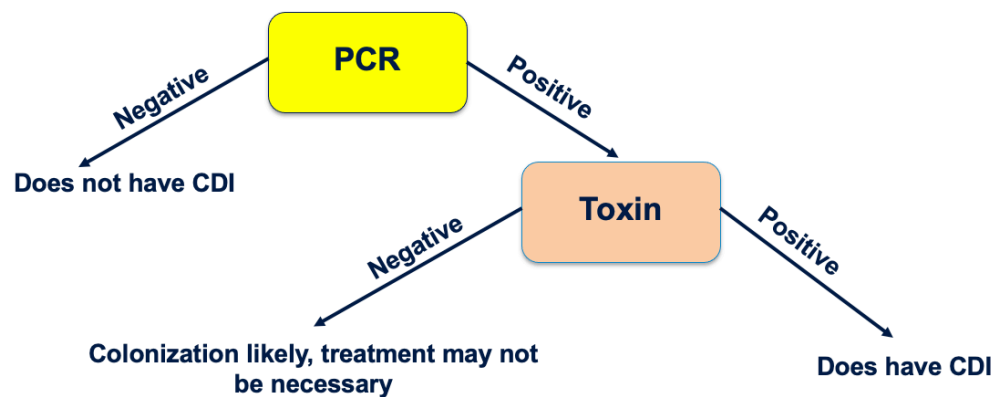 PCR
Negative
Positive
Does not have CDI
Toxin
Negative
Positive
Colonization likely, treatment may not
be necessary
Does have CDI